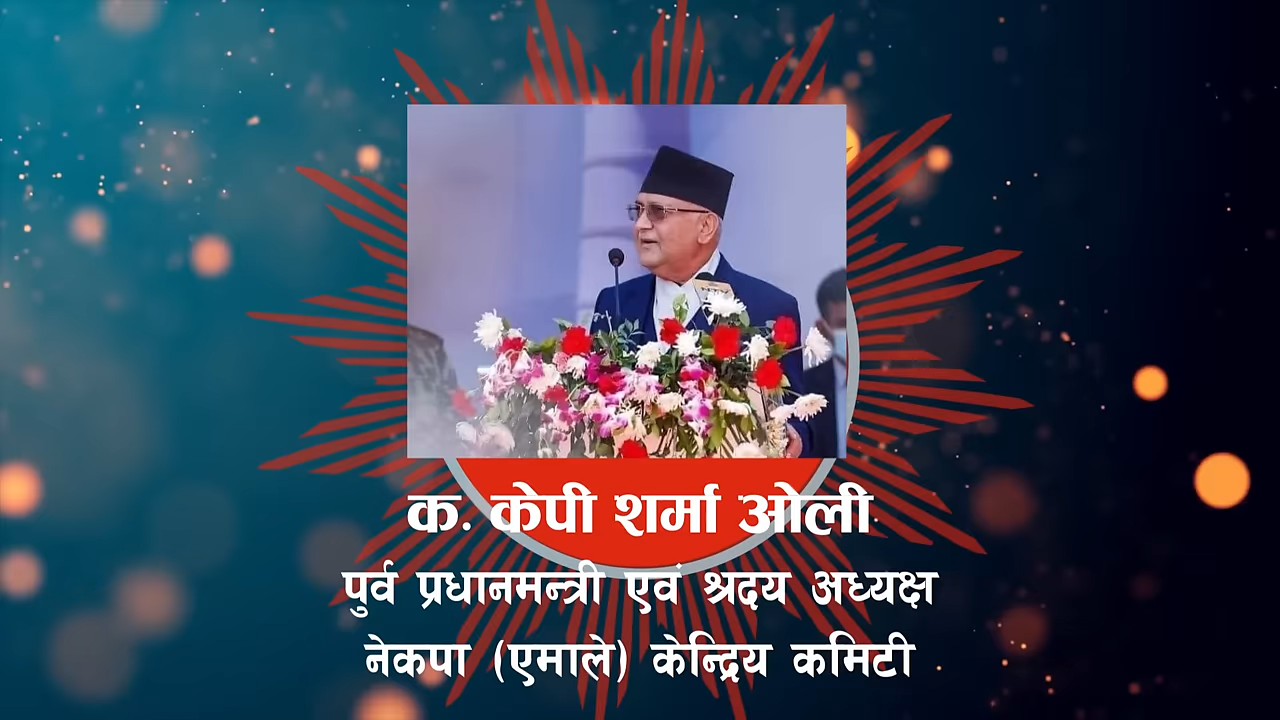 क. केपी शर्मा ओली
पुर्व प्रधानमन्त्री एवं श्रदय अध्यक्ष
नेकपा (एमाले) केन्द्रिय कमिटी